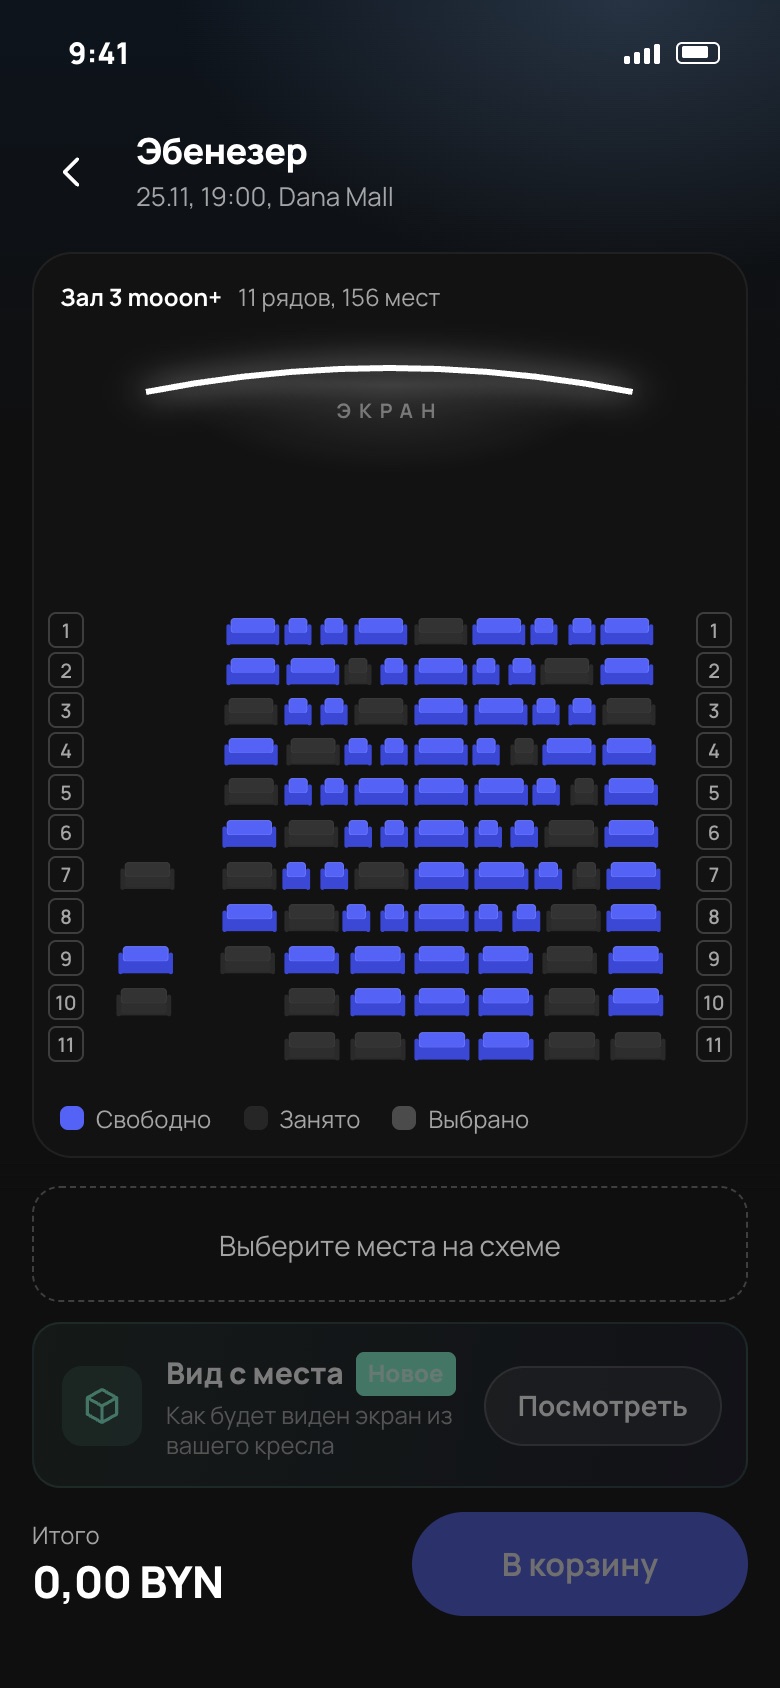 9:41
Эбенезер
25.11, 19:00, Dana Mall
Зал 3 mooon+ 11 рядов, 156 мест
ЭКРАН
1 1
2 2
3 3
4 4
5 5
6 6
7 7
8 8
9 9
10 10
11 11
Свободно Занято Выбрано
Выберите места на схеме
Вид с места Новое
Как будет виден экран из
вашего кресла
Посмотреть
Итого
0,00 BYN
В корзину